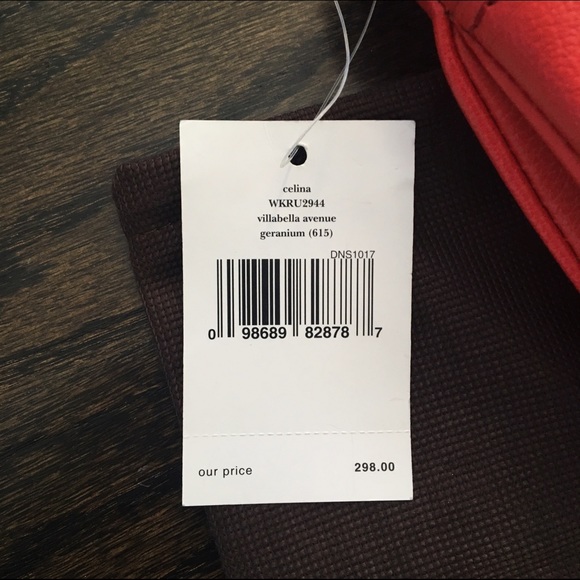 celina
WKRU2944
villabella avenue
geranium (615)
DNS1017
0 98689 82878 7
our price 298.00